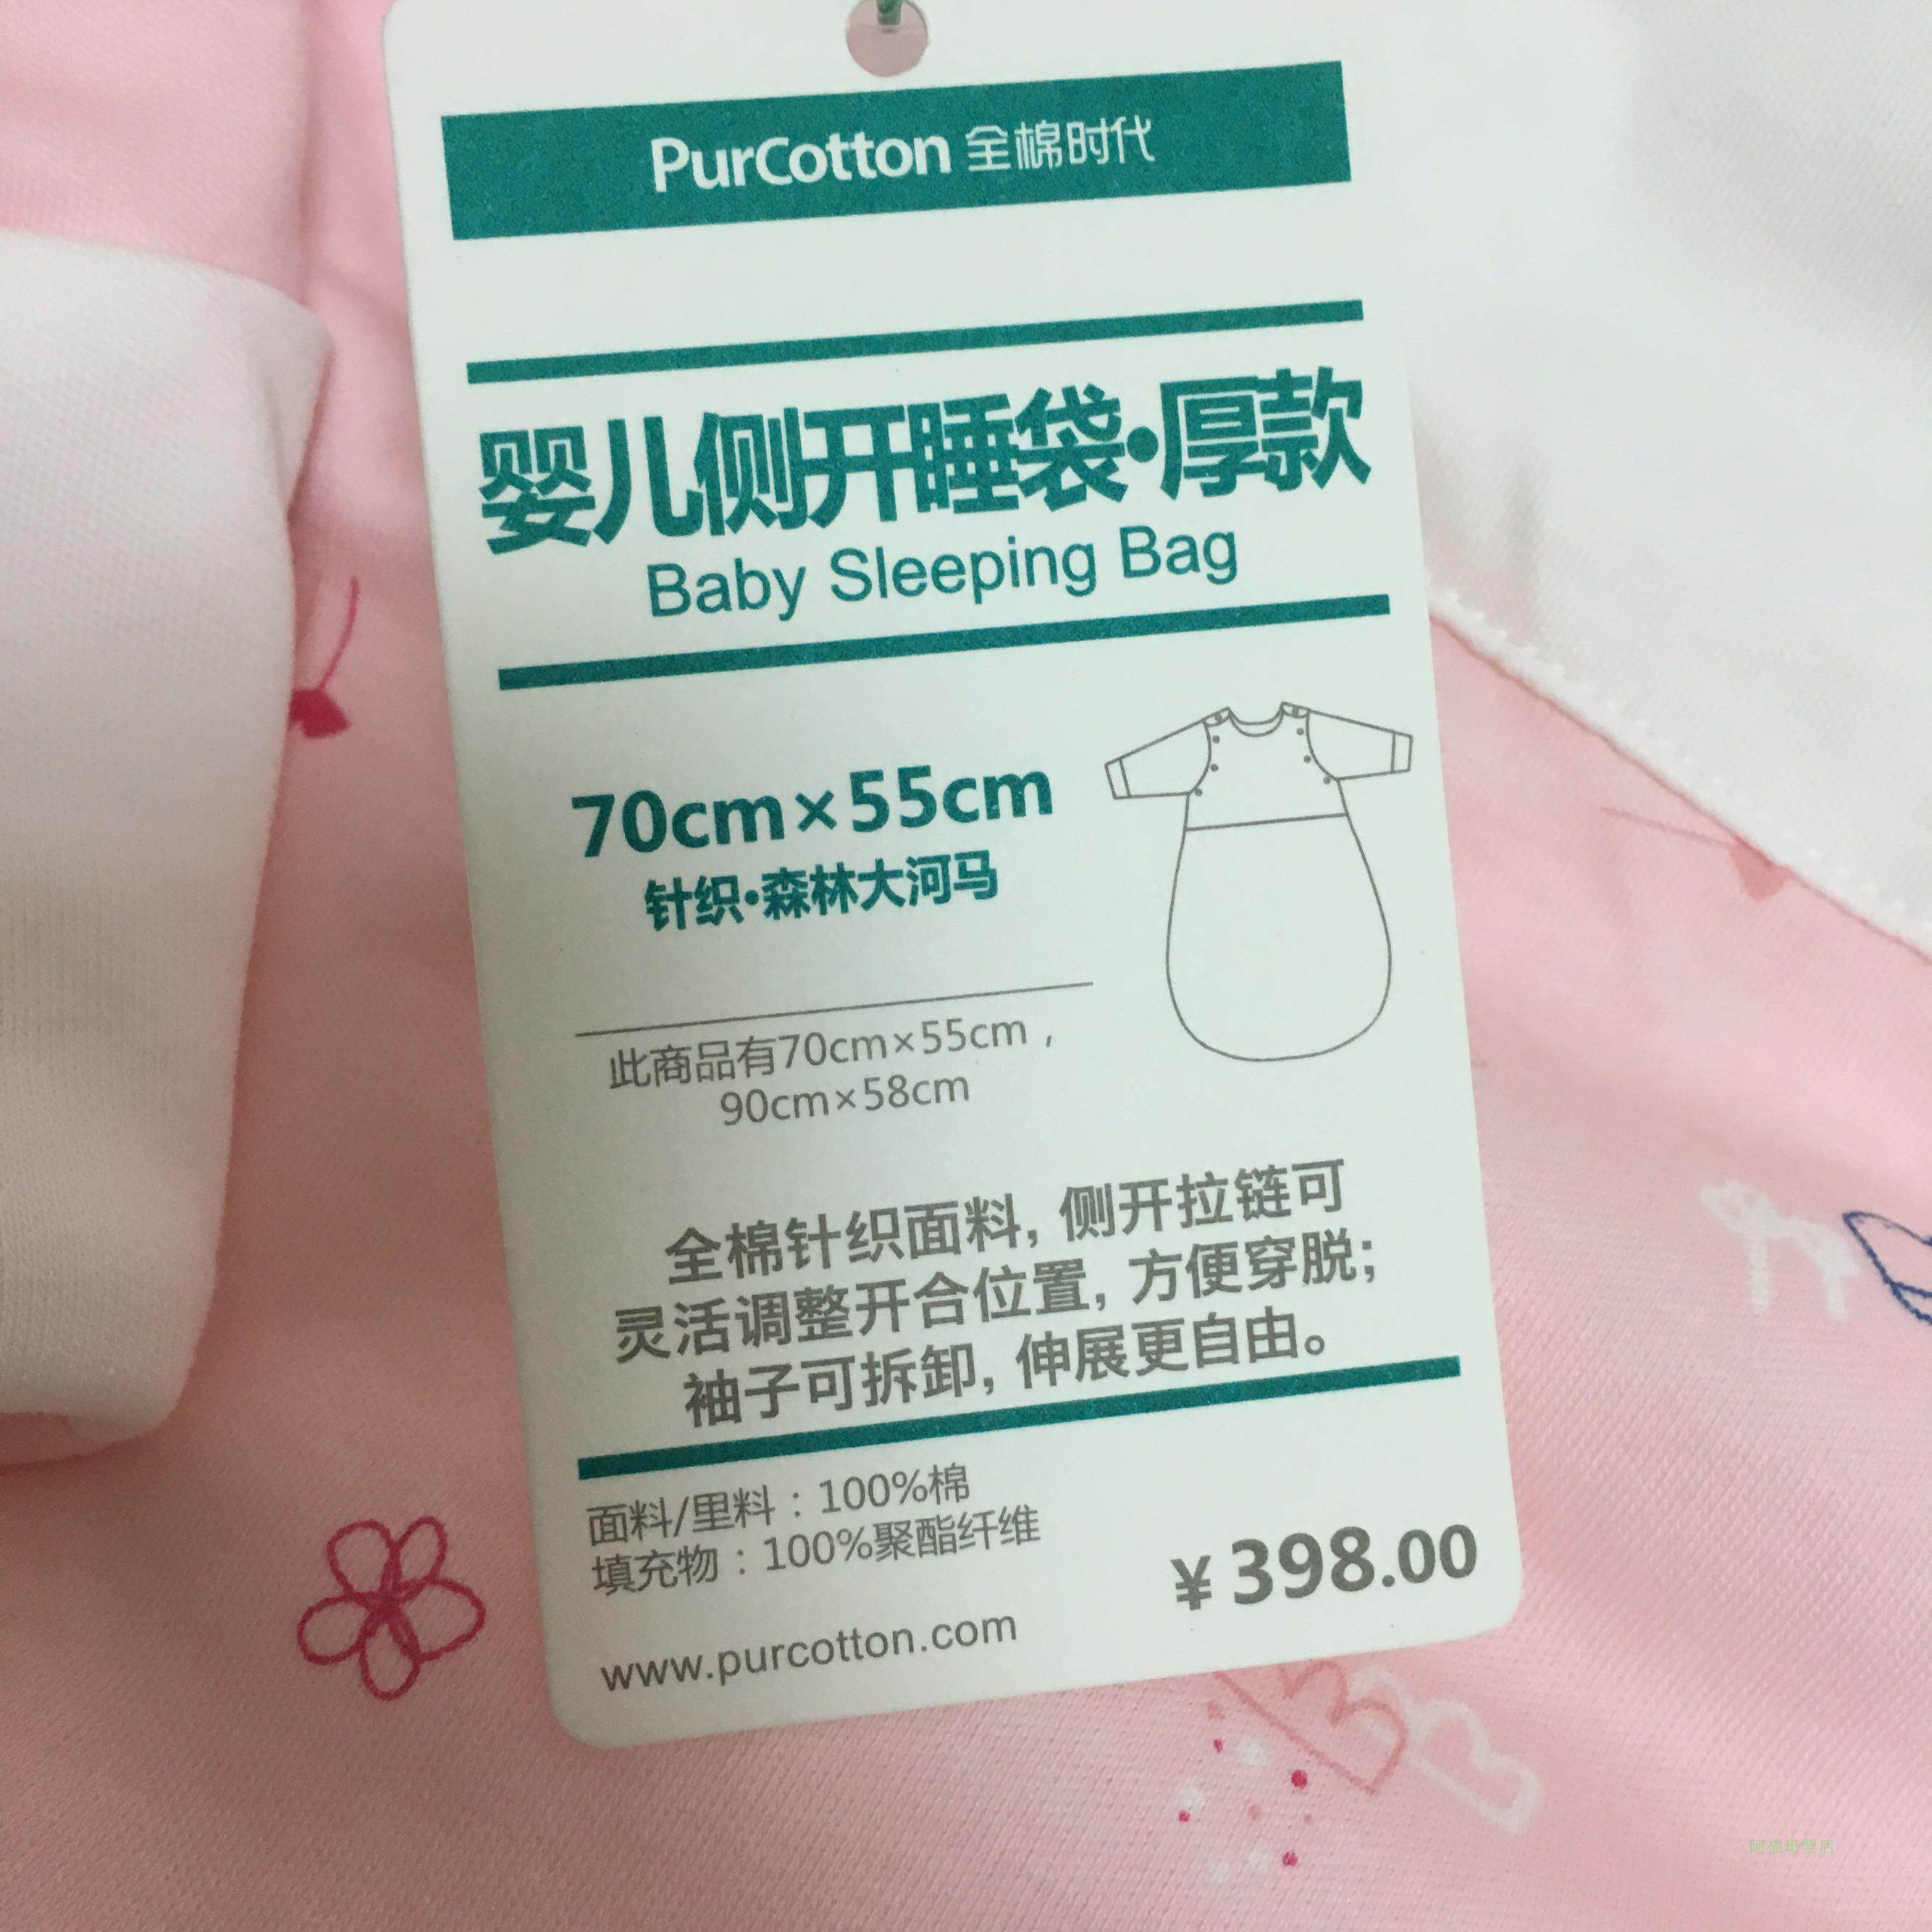 PurCotton 全棉时代
婴儿侧开睡袋·厚款
Baby Sleeping Bag
70cm×55cm
针织·森林大河马
此商品有70cm×55cm，
90cm×58cm
全棉针织面料，侧开拉链可
灵活调整开合位置，方便穿脱；
袖子可拆卸，伸展更自由。
面料/里料：100%棉
填充物：100%聚酯纤维
¥398.00
www.purcotton.com